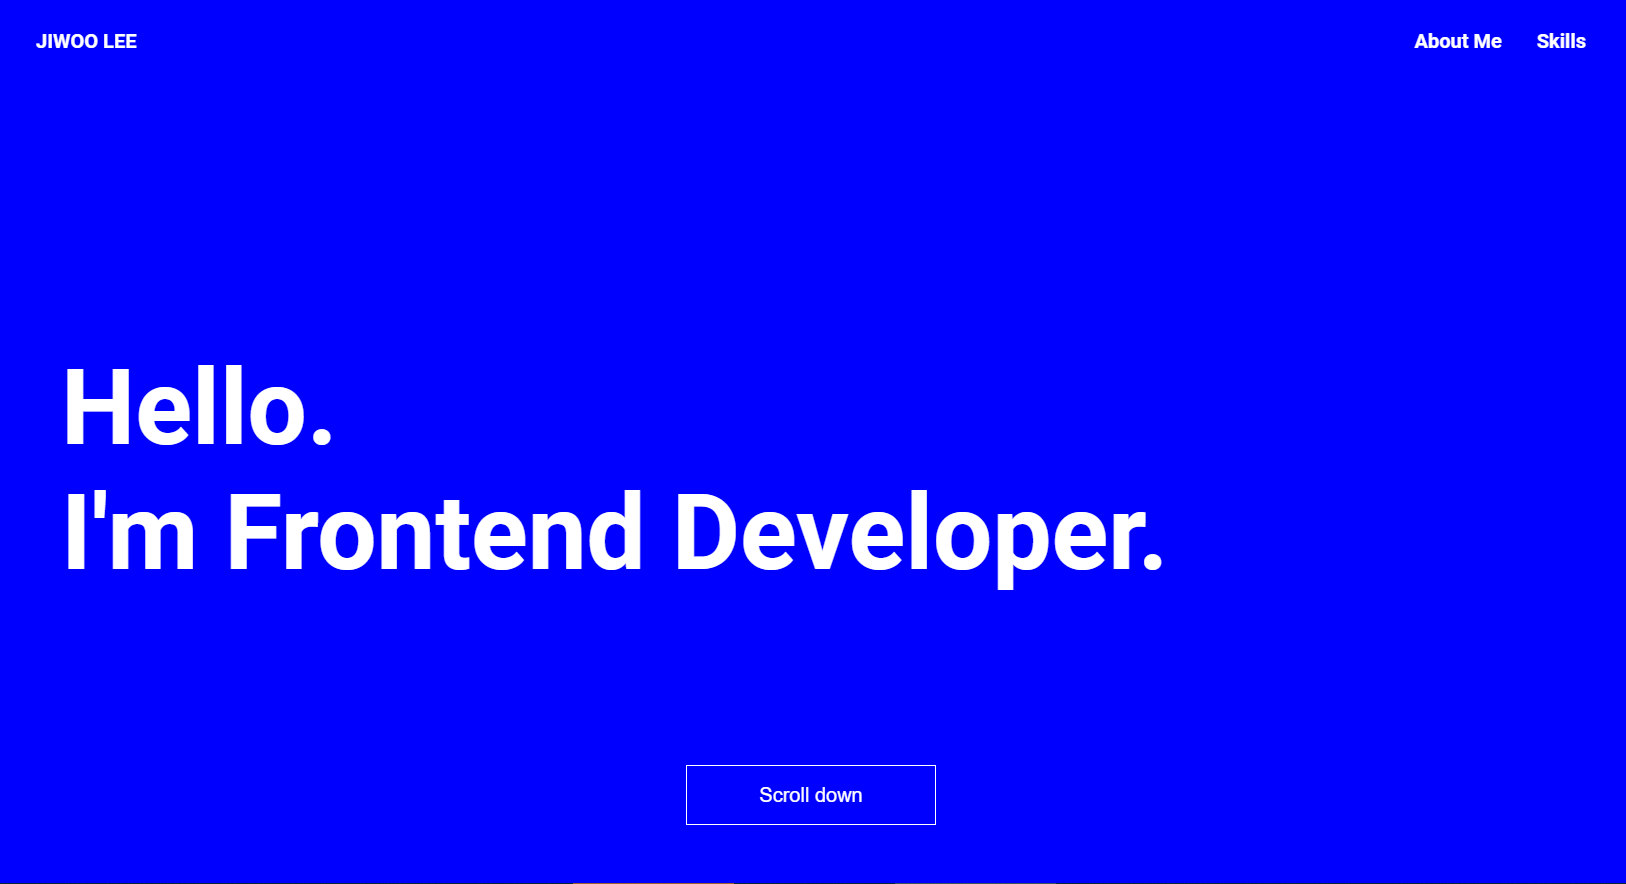 JIWOO LEE
About Me
Skills
Hello.
I'm Frontend Developer.
Scroll down